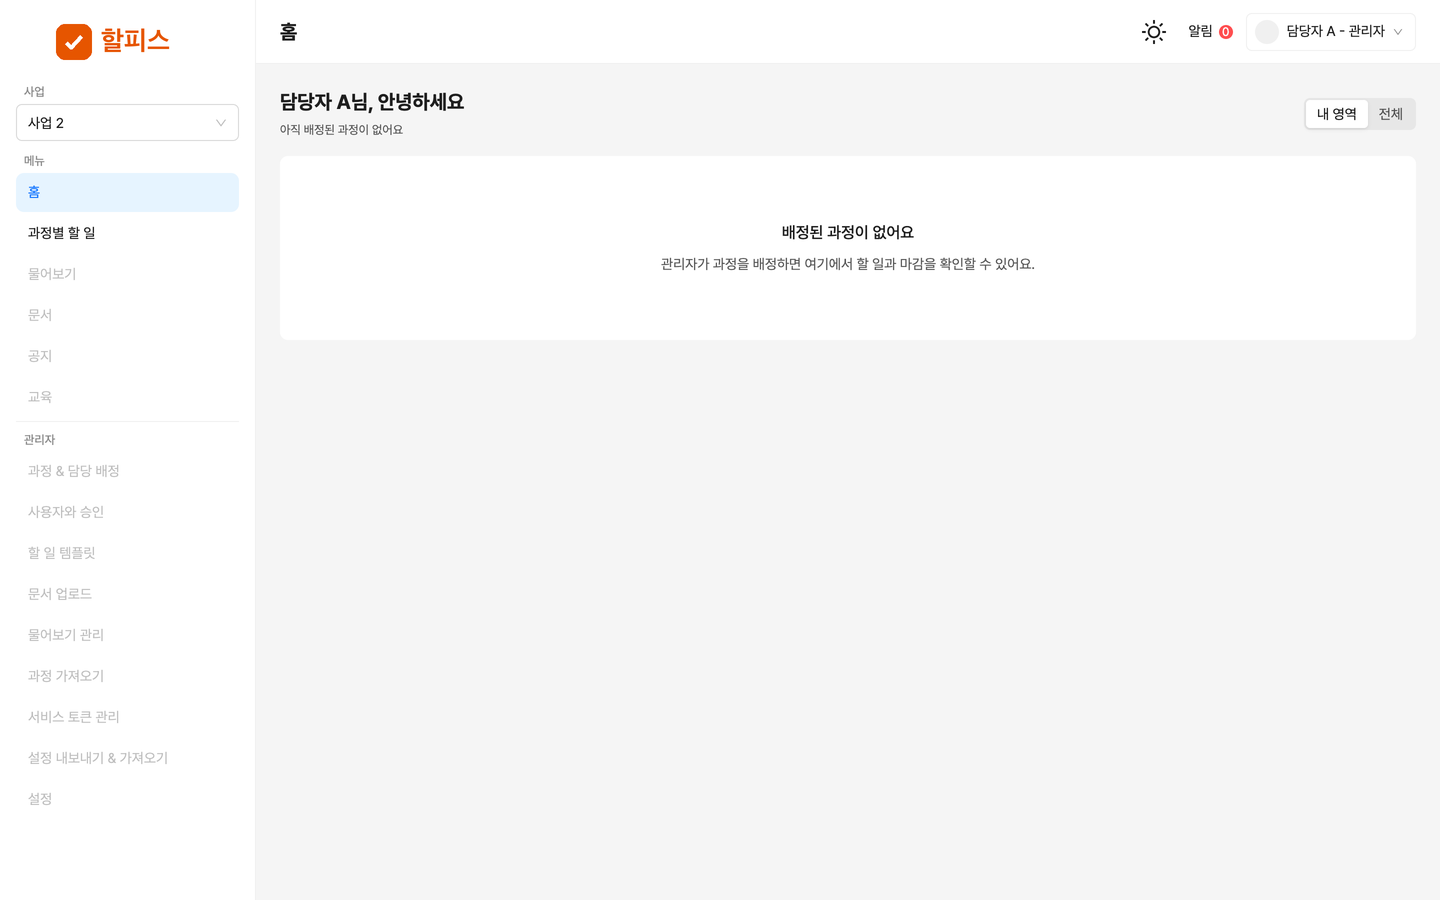 할피스
사업
사업 2
메뉴
홈
과정별 할 일
물어보기
문서
공지
교육
관리자
과정 & 담당 배정
사용자와 승인
할 일 템플릿
문서 업로드
물어보기 관리
과정 가져오기
서비스 토큰 관리
설정 내보내기 & 가져오기
설정
홈
알림 0
담당자 A - 관리자
담당자 A님, 안녕하세요
아직 배정된 과정이 없어요
내 영역 전체
배정된 과정이 없어요
관리자가 과정을 배정하면 여기에서 할 일과 마감을 확인할 수 있어요.